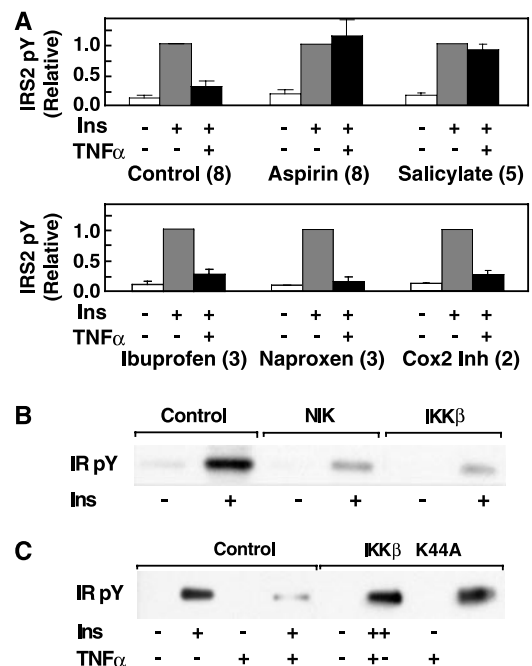 A
IRS2 pY (Relative)
1.0
0.5
0.0
Ins - + + - + + - + +
TNFα - - + - - + - - +
Control (8) Aspirin (8) Salicylate (5)
IRS2 pY (Relative)
1.0
0.5
0
Ins - + + - + + - + +
TNFα - - + - - + - - +
Ibuprofen (3) Naproxen (3) Cox2 Inh (2)
B
Control NIK IKKβ
IR pY
Ins - + - + - +
C
Control IKKβ K44A
IR pY
Ins - + - + - ++ -
TNFα - - + + - +- +